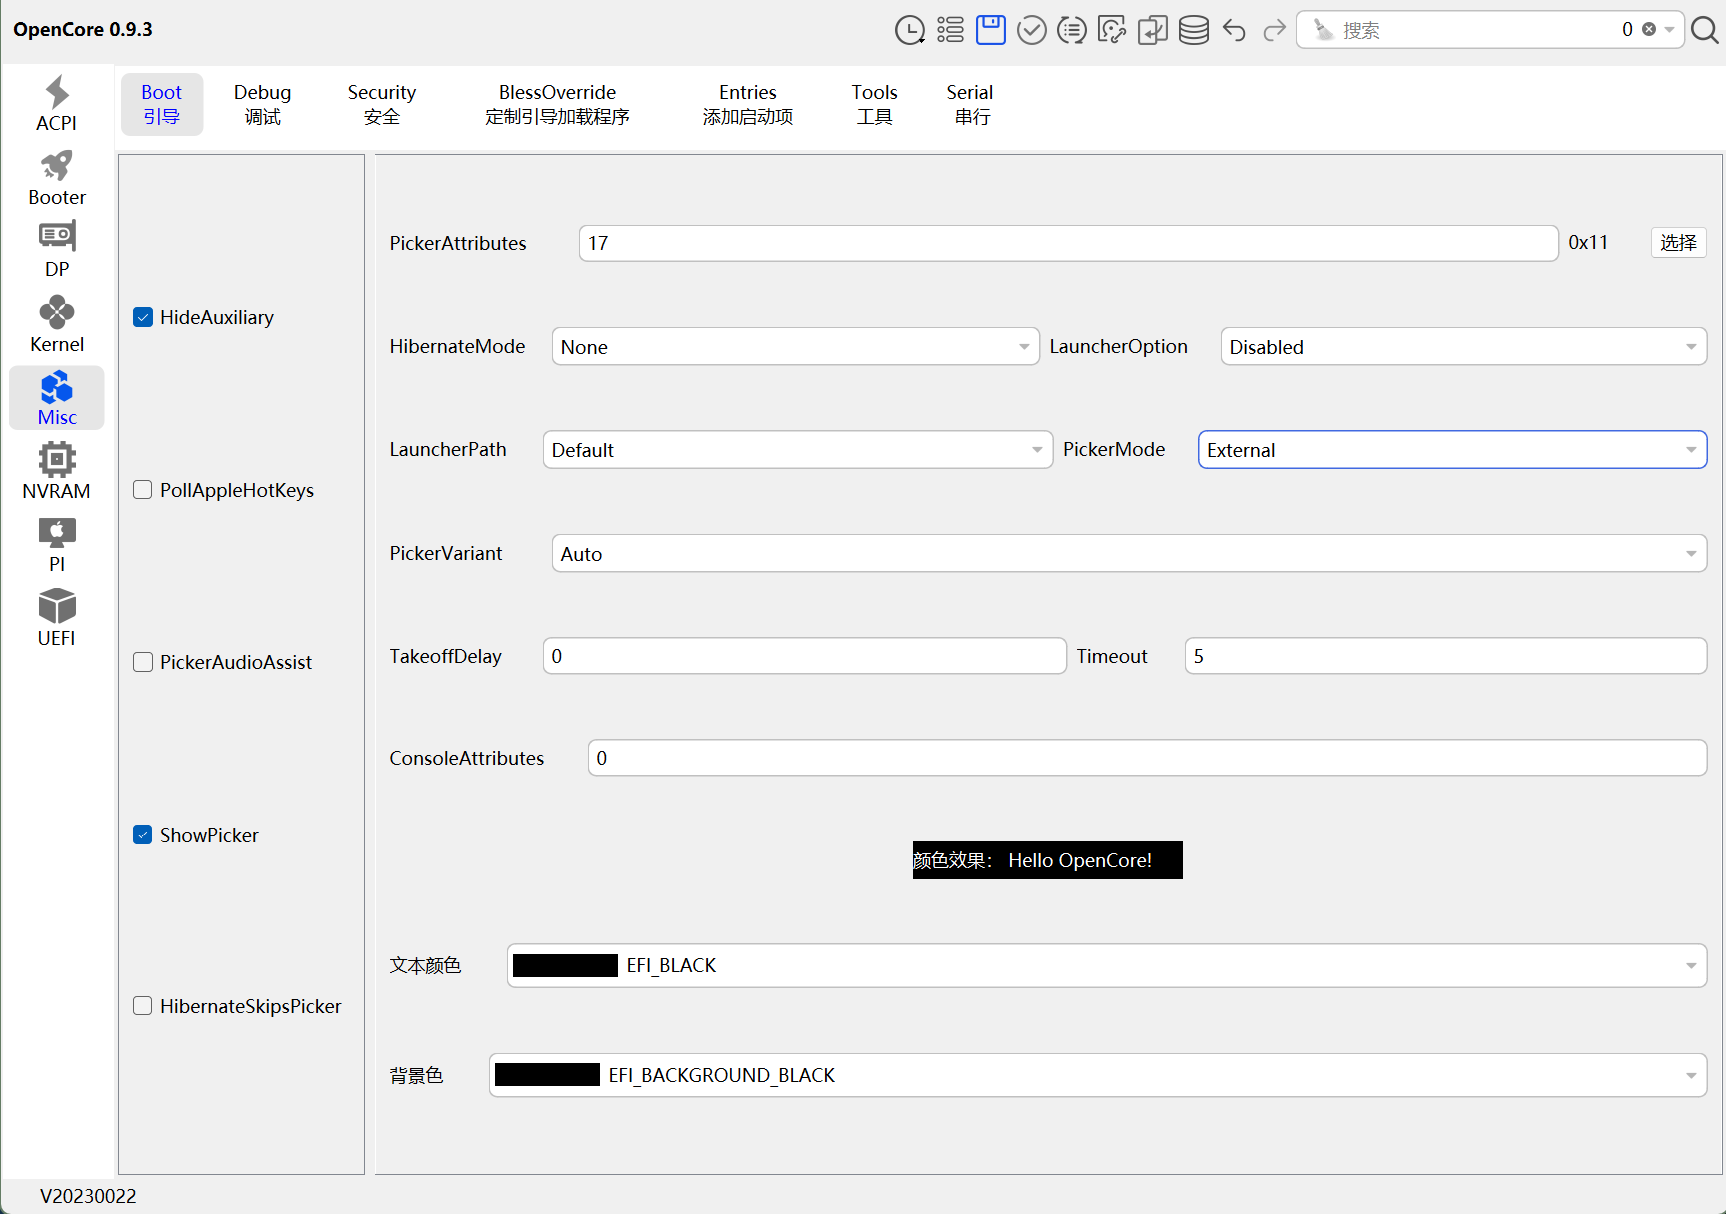 OpenCore 0.9.3
搜索
0
ACPI
Booter
DP
Kernel
Misc
NVRAM
PI
UEFI
Boot
引导
Debug
调试
Security
安全
BlessOverride
定制引导加载程序
Entries
添加启动项
Tools
工具
Serial
串行
HideAuxiliary
PollAppleHotKeys
PickerAudioAssist
ShowPicker
HibernateSkipsPicker
PickerAttributes 17 0x11 选择
HibernateMode None LauncherOption Disabled
LauncherPath Default PickerMode External
PickerVariant Auto
TakeoffDelay 0 Timeout 5
ConsoleAttributes 0
颜色效果： Hello OpenCore!
文本颜色 EFI_BLACK
背景色 EFI_BACKGROUND_BLACK
V20230022